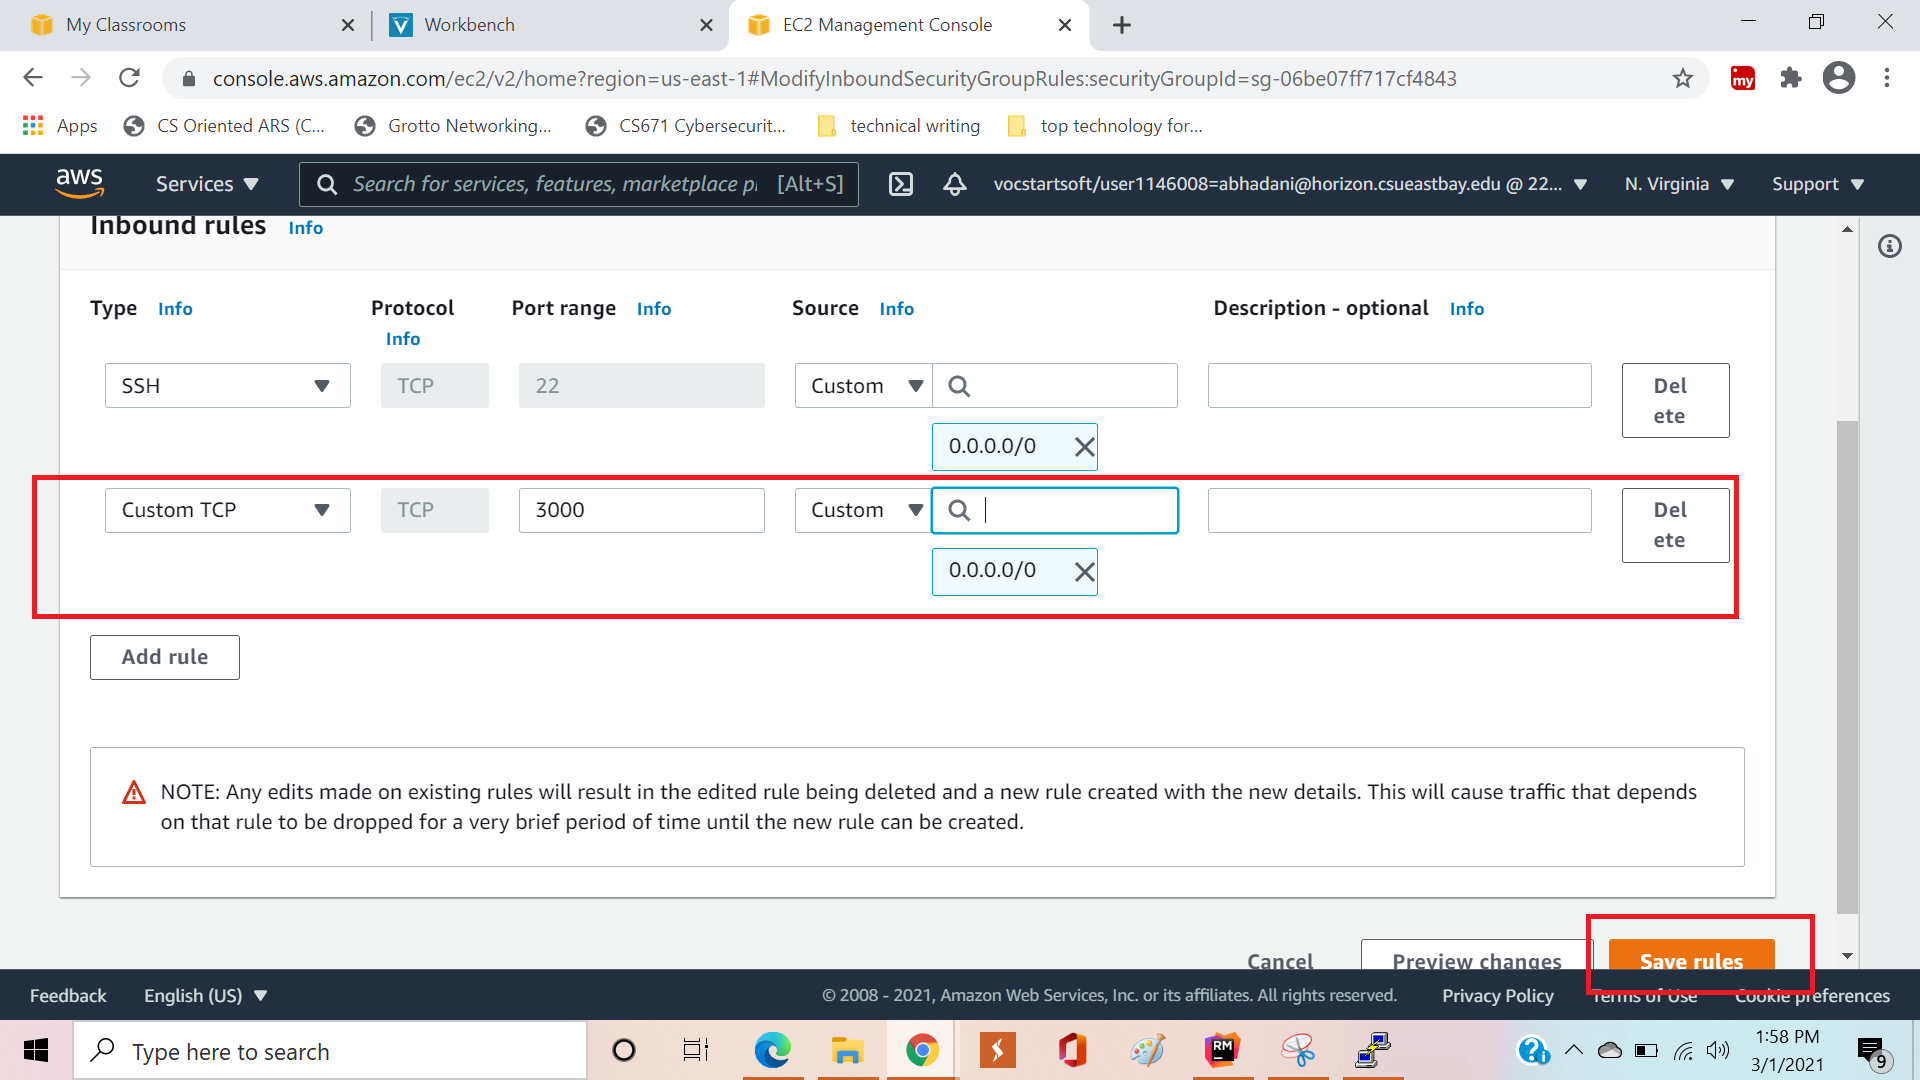 My Classrooms
Workbench
EC2 Management Console
console.aws.amazon.com/ec2/v2/home?region=us-east-1#ModifyInboundSecurityGroupRules:securityGroupId=sg-06be07ff717cf4843
my
Apps
CS Oriented ARS (C...
Grotto Networking...
CS671 Cybersecurit...
technical writing
top technology for...
aws
Services
Search for services, features, marketplace p
[Alt+S]
vocstartsoft/user1146008=abhadani@horizon.csueastbay.edu @ 22...
N. Virginia
Support
Inbound rules Info
Type Info
Protocol Info
Port range Info
Source Info
Description - optional Info
SSH
TCP
22
Custom
Del
ete
0.0.0.0/0
Custom TCP
TCP
3000
Custom
Del
ete
0.0.0.0/0
Add rule
NOTE: Any edits made on existing rules will result in the edited rule being deleted and a new rule created with the new details. This will cause traffic that depends
on that rule to be dropped for a very brief period of time until the new rule can be created.
Cancel
Preview changes
Save rules
Feedback
English (US)
© 2008 - 2021, Amazon Web Services, Inc. or its affiliates. All rights reserved.
Privacy Policy
Terms of Use
Cookie preferences
Type here to search
RM
1:58 PM
3/1/2021
9